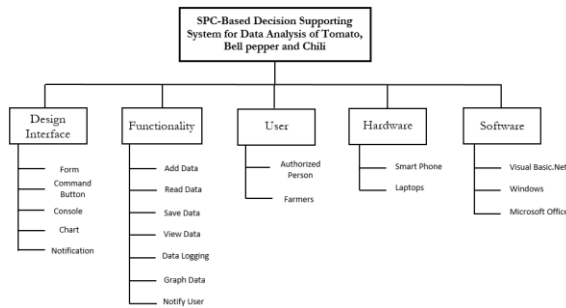 SPC-Based Decision Supporting
System for Data Analysis of Tomato,
Bell pepper and Chili
Design
Interface
Form
Command
Button
Console
Chart
Notification
Functionality
Add Data
Read Data
Save Data
View Data
Data Logging
Graph Data
Notify User
User
Authorized
Person
Farmers
Hardware
Smart Phone
Laptops
Software
Visual Basic.Net
Windows
Microsoft Office